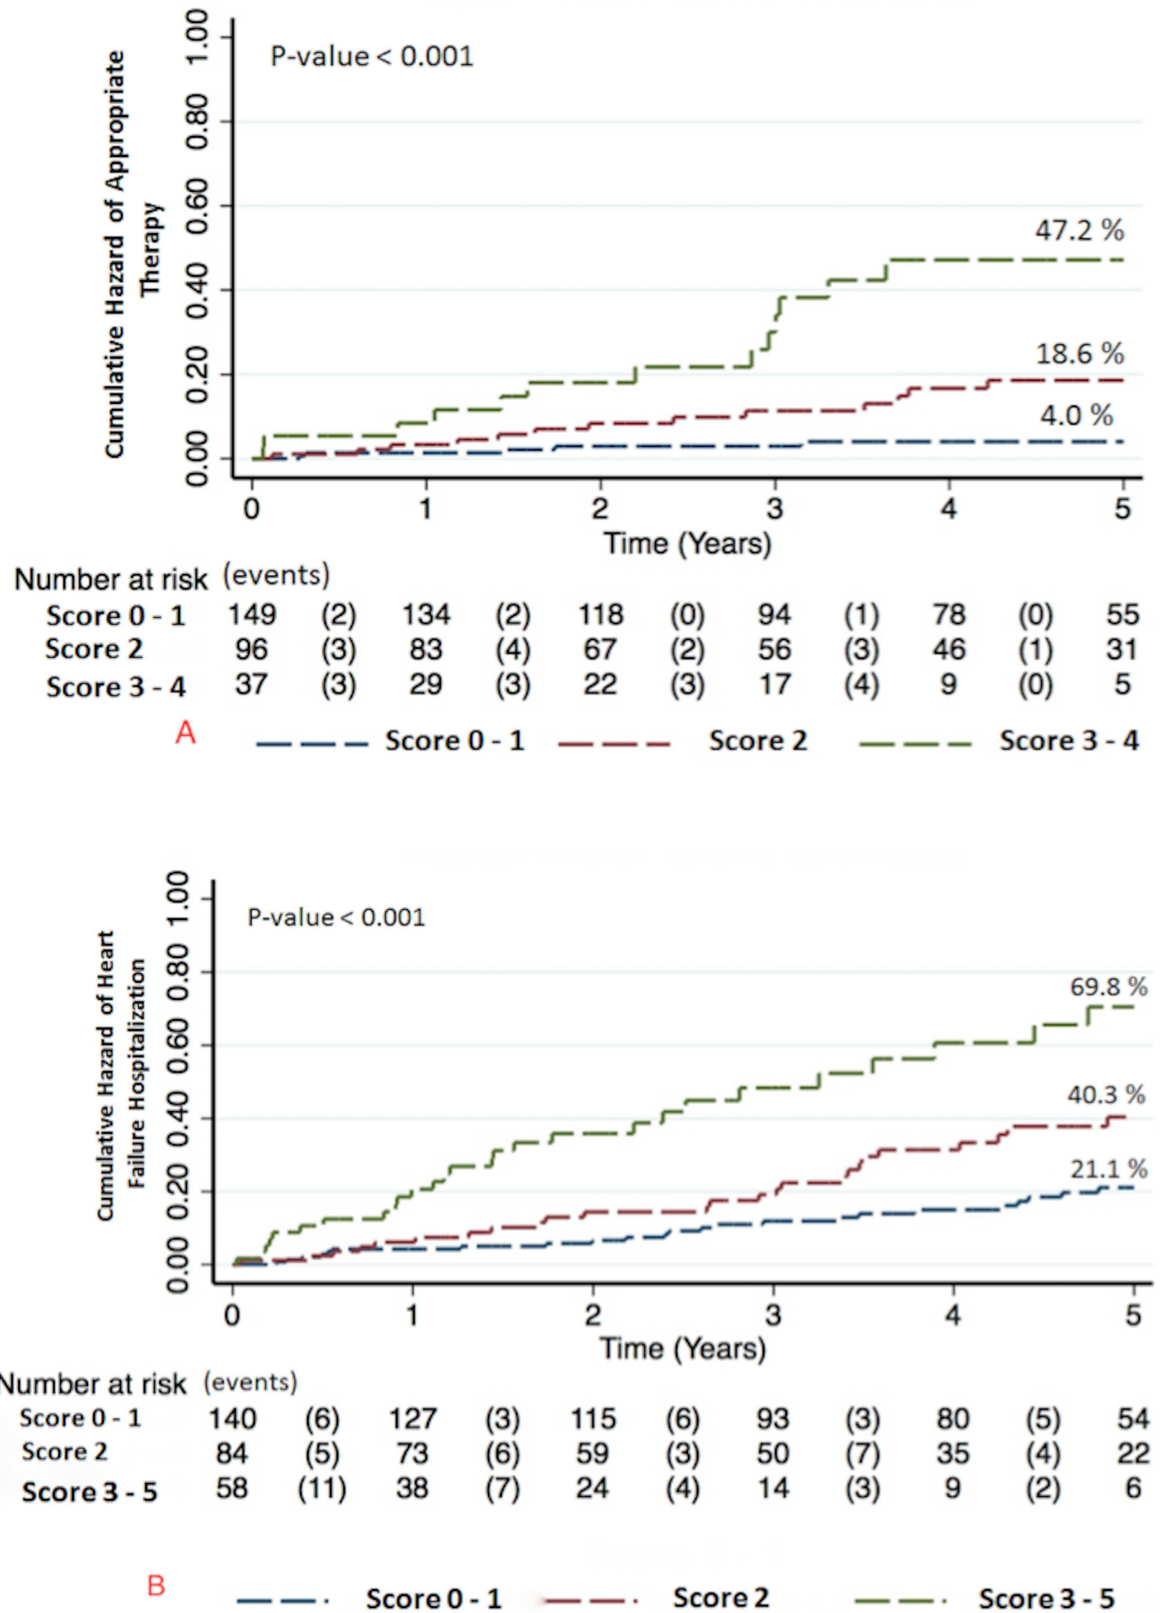 P-value < 0.001
Cumulative Hazard of Appropriate
Therapy
1.00
0.80
0.60
0.40
0.20
0.00
47.2 %
18.6 %
4.0 %
0 1 2 3 4 5
Time (Years)
Number at risk (events)
Score 0 - 1 149 (2) 134 (2) 118 (0) 94 (1) 78 (0) 55
Score 2 96 (3) 83 (4) 67 (2) 56 (3) 46 (1) 31
Score 3 - 4 37 (3) 29 (3) 22 (3) 17 (4) 9 (0) 5
A Score 0 - 1 Score 2 Score 3 - 4
P-value < 0.001
Cumulative Hazard of Heart
Failure Hospitalization
1.00
0.80
0.60
0.40
0.20
0.00
69.8 %
40.3 %
21.1 %
0 1 2 3 4 5
Time (Years)
Number at risk (events)
Score 0 - 1 140 (6) 127 (3) 115 (6) 93 (3) 80 (5) 54
Score 2 84 (5) 73 (6) 59 (3) 50 (7) 35 (4) 22
Score 3 - 5 58 (11) 38 (7) 24 (4) 14 (3) 9 (2) 6
B Score 0 - 1 Score 2 Score 3 - 5